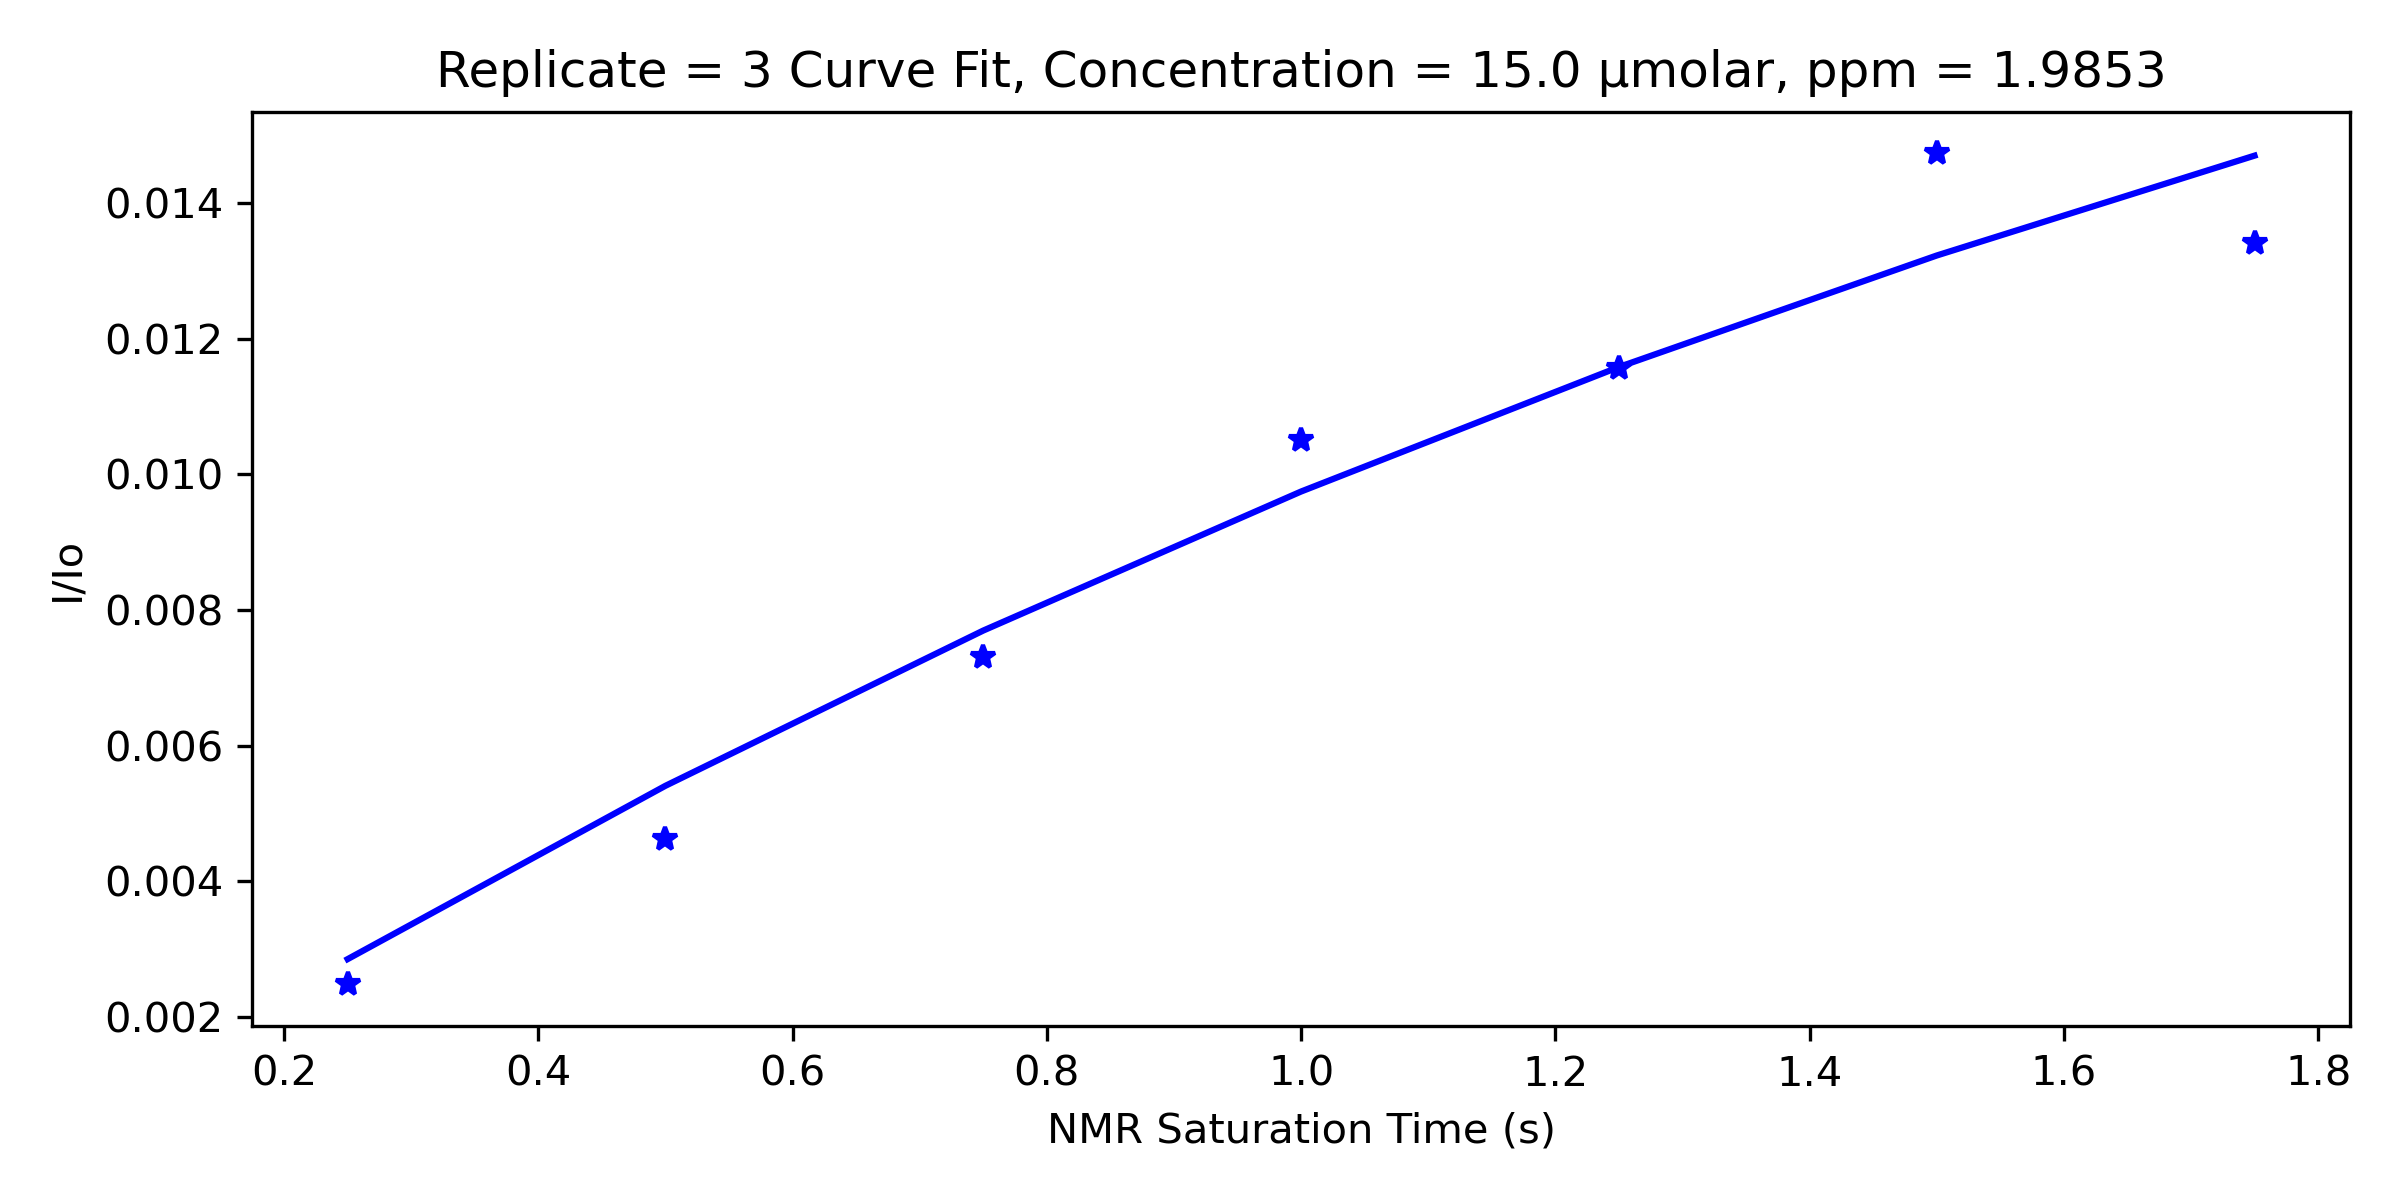 Replicate = 3 Curve Fit, Concentration = 15.0 µmolar, ppm = 1.9853
0.014
0.012
0.010
0.008
0.006
0.004
0.002
I/Io
0.2 0.4 0.6 0.8 1.0 1.2 1.4 1.6 1.8
NMR Saturation Time (s)